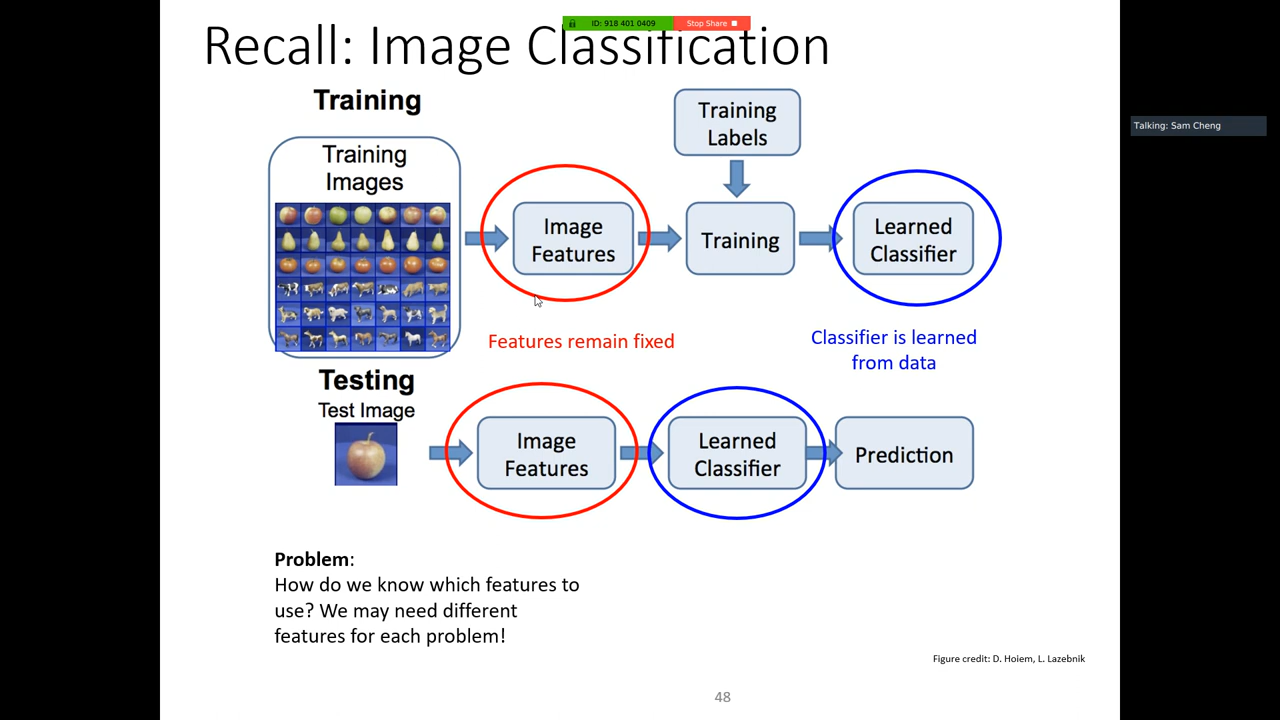 ID: 918 401 0409
Stop Share
Recall: Image Classification
Talking: Sam Cheng
Training
Training
Labels
Training
Images
Image
Features
Training
Learned
Classifier
Features remain fixed
Classifier is learned
from data
Testing
Test Image
Image
Features
Learned
Classifier
Prediction
Problem:
How do we know which features to
use? We may need different
features for each problem!
Figure credit: D. Hoiem, L. Lazebnik
48